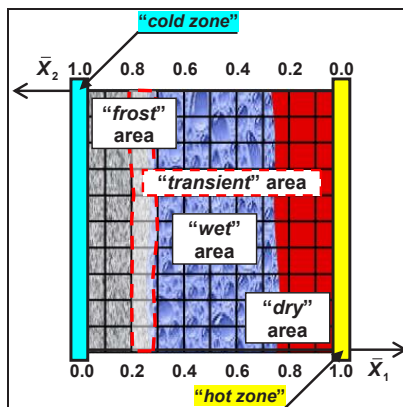 "cold zone"
X̄₂ 1.0 0.8 0.6 0.4 0.2 0.0
"frost"
area
"transient" area
"wet"
area
"dry"
area
0.0 0.2 0.4 0.6 0.8 1.0 X̄₁
"hot zone"